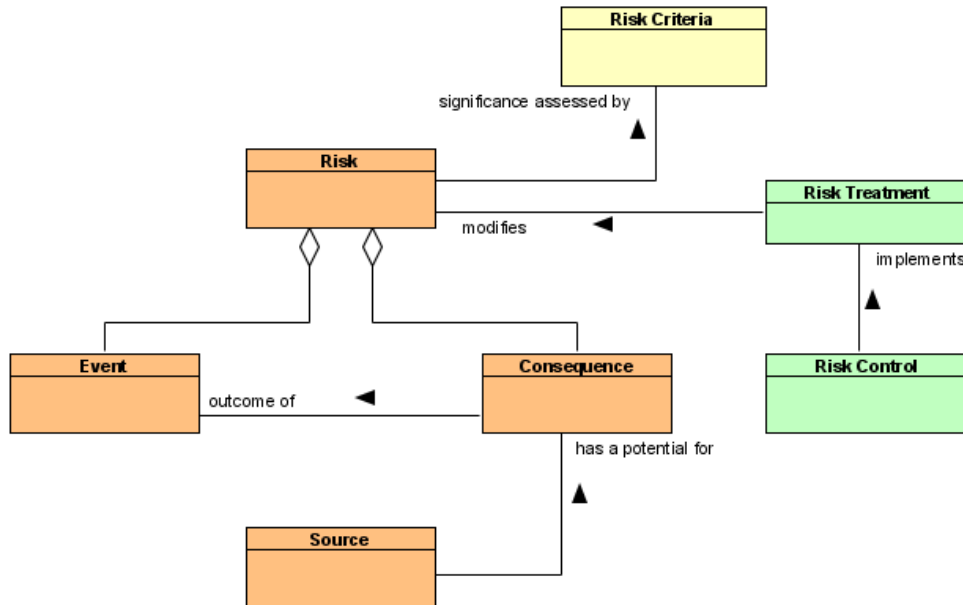 Risk Criteria
significance assessed by
Risk
Risk Treatment
modifies
implements
Event
Consequence
Risk Control
outcome of
has a potential for
Source